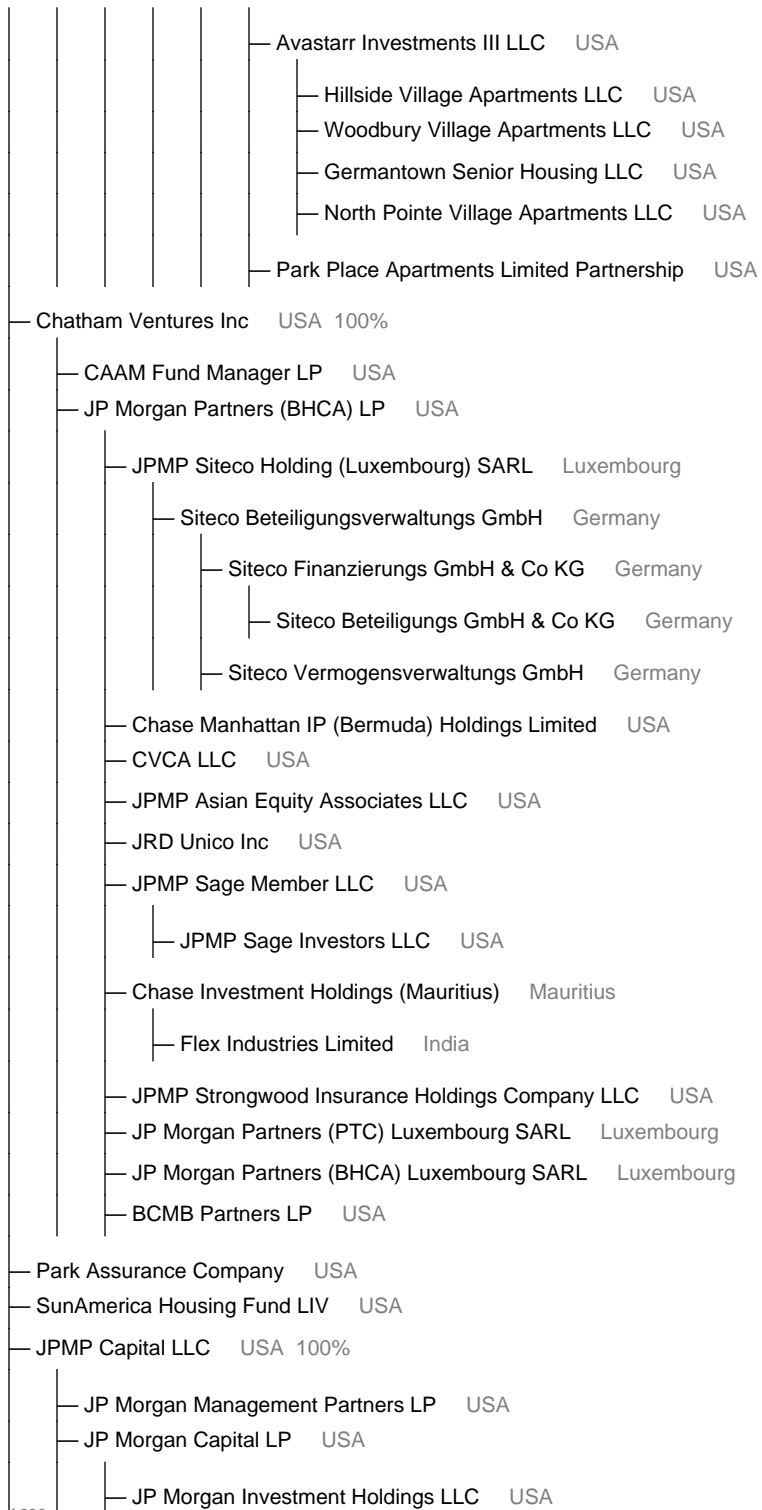 Avastarr Investments III LLC USA
Hillside Village Apartments LLC USA
Woodbury Village Apartments LLC USA
Germantown Senior Housing LLC USA
North Pointe Village Apartments LLC USA
Park Place Apartments Limited Partnership USA
Chatham Ventures Inc USA 100%
CAAM Fund Manager LP USA
JP Morgan Partners (BHCA) LP USA
JPMP Siteco Holding (Luxembourg) SARL Luxembourg
Siteco Beteiligungsverwaltungs GmbH Germany
Siteco Finanzierungs GmbH & Co KG Germany
Siteco Beteiligungs GmbH & Co KG Germany
Siteco Vermogensverwaltungs GmbH Germany
Chase Manhattan IP (Bermuda) Holdings Limited USA
CVCA LLC USA
JPMP Asian Equity Associates LLC USA
JRD Unico Inc USA
JPMP Sage Member LLC USA
JPMP Sage Investors LLC USA
Chase Investment Holdings (Mauritius) Mauritius
Flex Industries Limited India
JPMP Strongwood Insurance Holdings Company LLC USA
JP Morgan Partners (PTC) Luxembourg SARL Luxembourg
JP Morgan Partners (BHCA) Luxembourg SARL Luxembourg
BCMB Partners LP USA
Park Assurance Company USA
SunAmerica Housing Fund LIV USA
JPMP Capital LLC USA 100%
JP Morgan Management Partners LP USA
JP Morgan Capital LP USA
JP Morgan Investment Holdings LLC USA